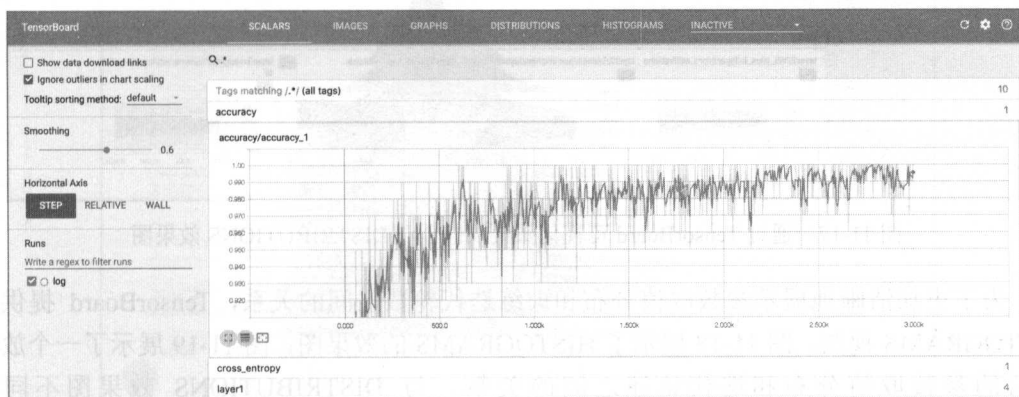 TensorBoard SCALARS IMAGES GRAPHS DISTRIBUTIONS HISTOGRAMS INACTIVE
Show data download links
Ignore outliers in chart scaling
Tooltip sorting method: default
Smoothing
0.6
Horizontal Axis
STEP RELATIVE WALL
Runs
Write a regex to filter runs
log
.*
Tags matching /.*/ (all tags) 10
accuracy 1
accuracy/accuracy_1
1.00
0.990
0.980
0.970
0.960
0.950
0.940
0.930
0.920
0.000 500.0 1.000k 1.500k 2.000k 2.500k 3.000k
cross_entropy 1
layer1 4